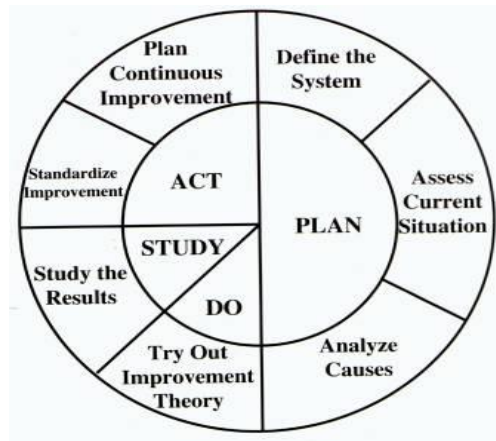 Plan
Continuous
Improvement
Define the
System
Standardize
Improvement
ACT
Assess
Current
Situation
PLAN
STUDY
Study the
Results
DO
Try Out
Improvement
Theory
Analyze
Causes